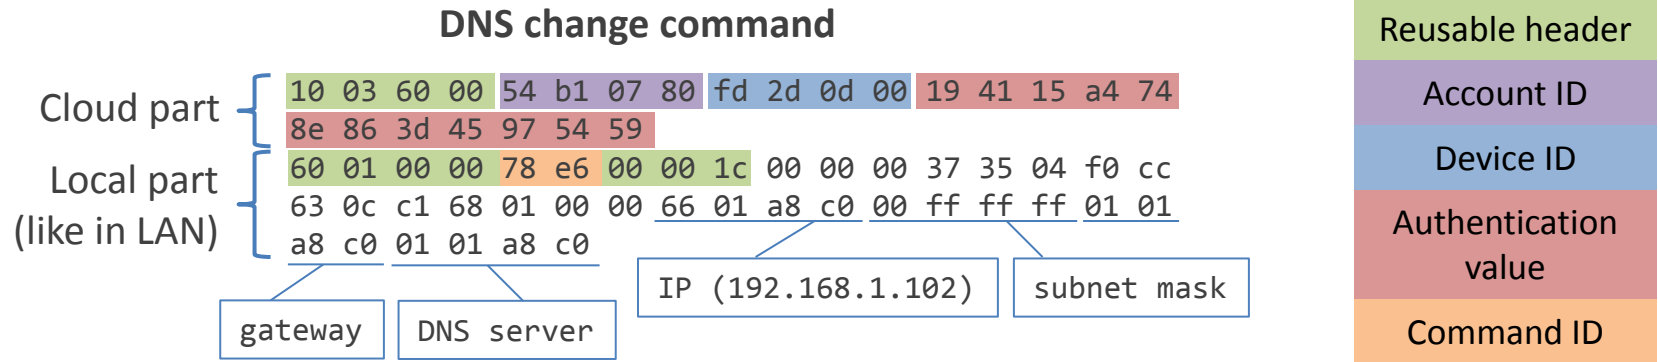 DNS change command
Cloud part
10 03 60 00 54 b1 07 80 fd 2d 0d 00 19 41 15 a4 74
8e 86 3d 45 97 54 59
Local part
(like in LAN)
60 01 00 00 78 e6 00 00 1c 00 00 00 37 35 04 f0 cc
63 0c c1 68 01 00 00 66 01 a8 c0 00 ff ff ff 01 01
a8 c0 01 01 a8 c0
gateway
DNS server
IP (192.168.1.102)
subnet mask
Reusable header
Account ID
Device ID
Authentication
value
Command ID